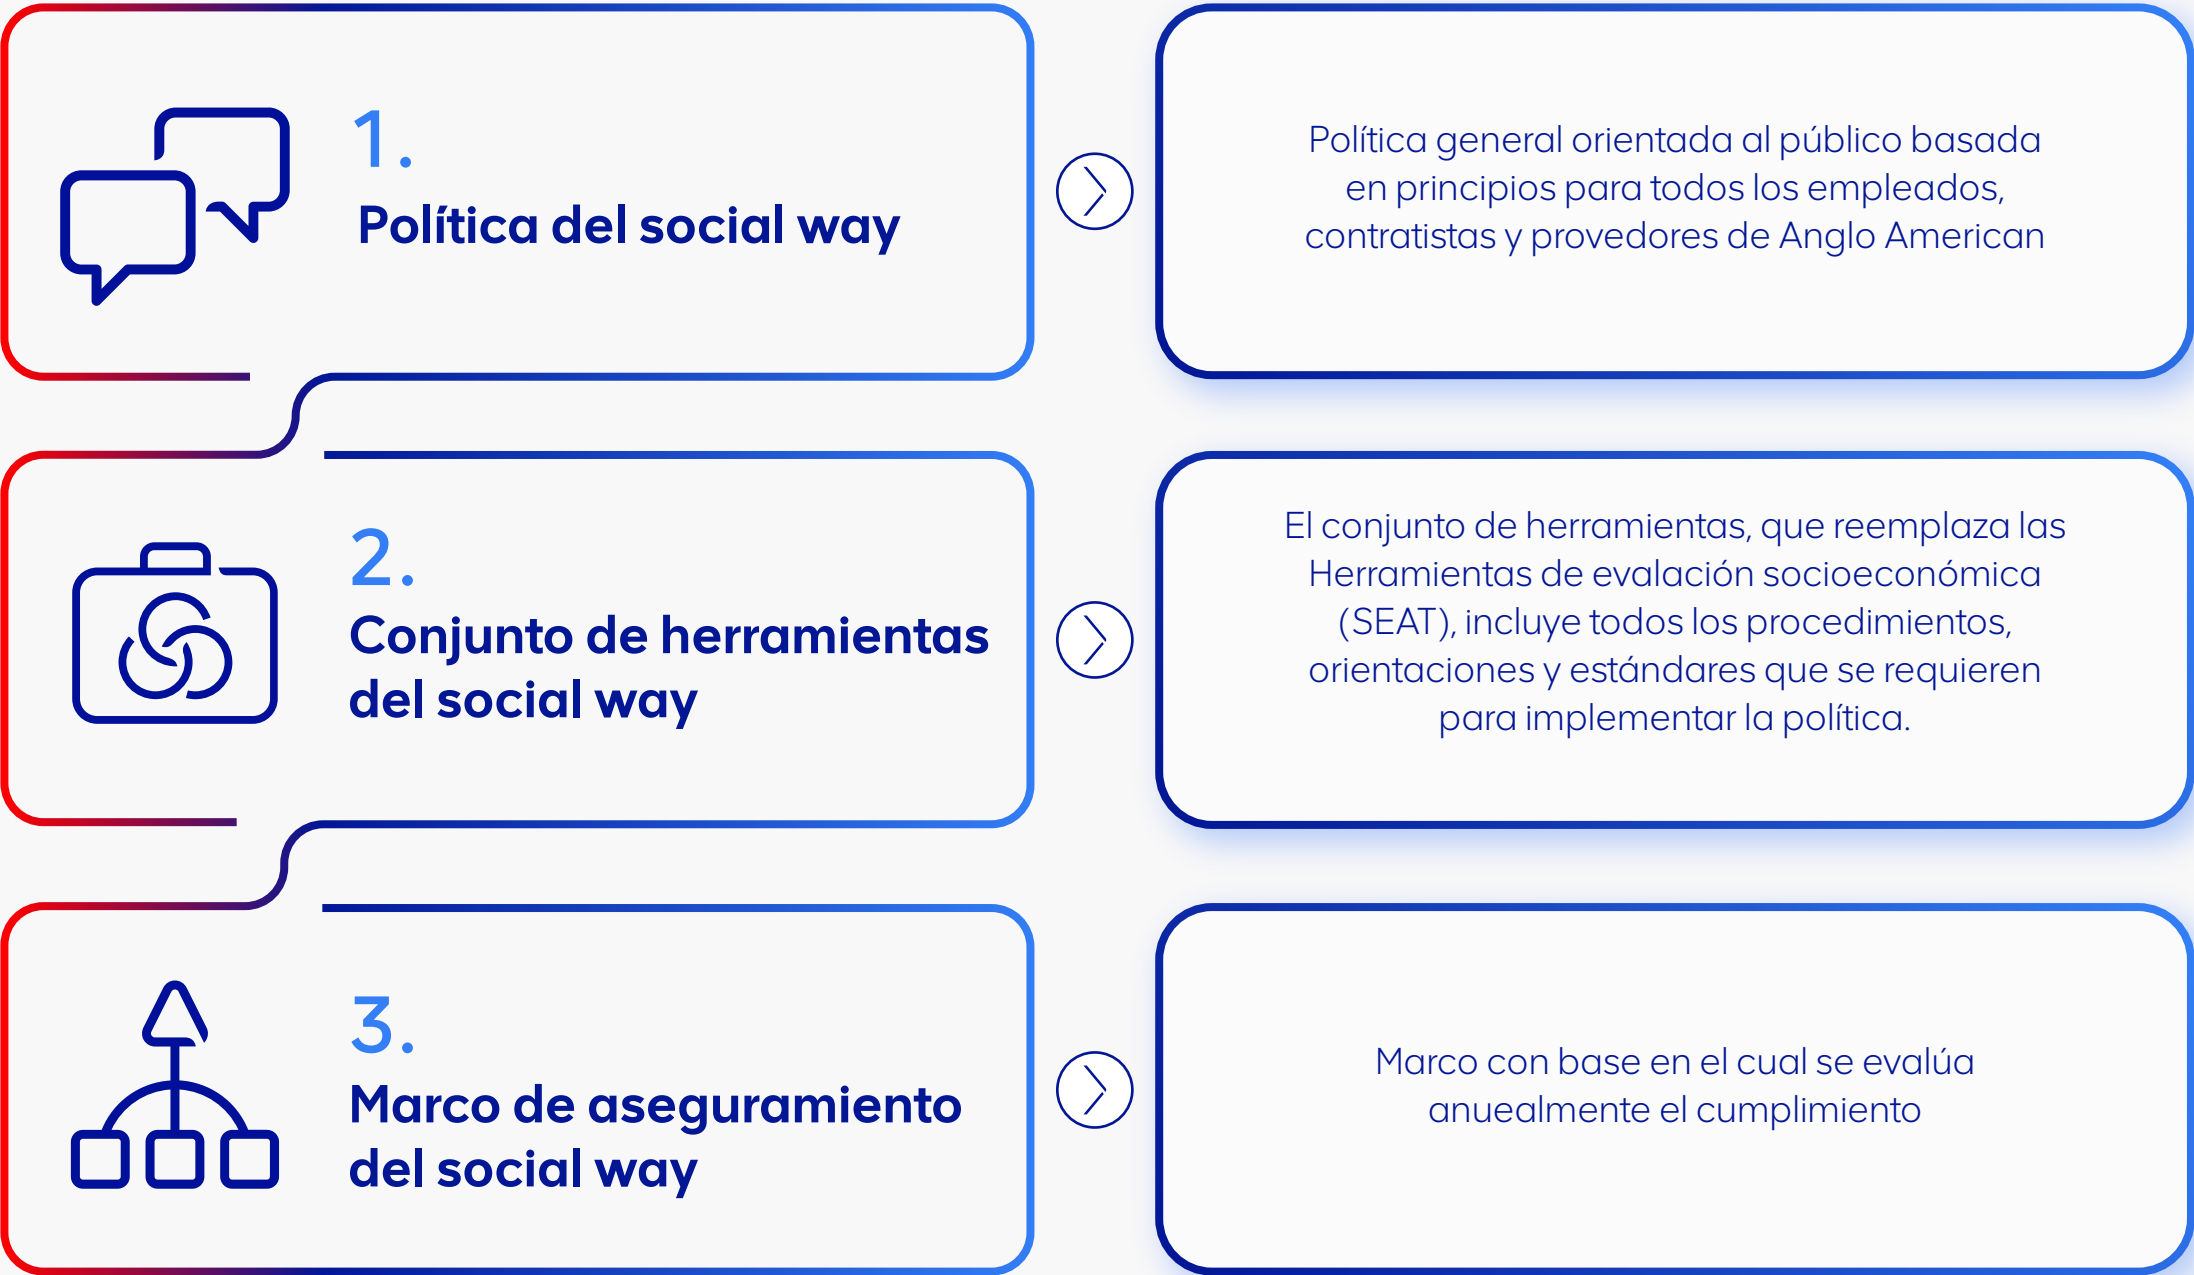 1.
Política del social way
Política general orientada al público basada
en principios para todos los empleados,
contratistas y provedores de Anglo American
2.
Conjunto de herramientas
del social way
El conjunto de herramientas, que reemplaza las
Herramientas de evalación socioeconómica
(SEAT), incluye todos los procedimientos,
orientaciones y estándares que se requieren
para implementar la política.
3.
Marco de aseguramiento
del social way
Marco con base en el cual se evalúa
anuealmente el cumplimiento